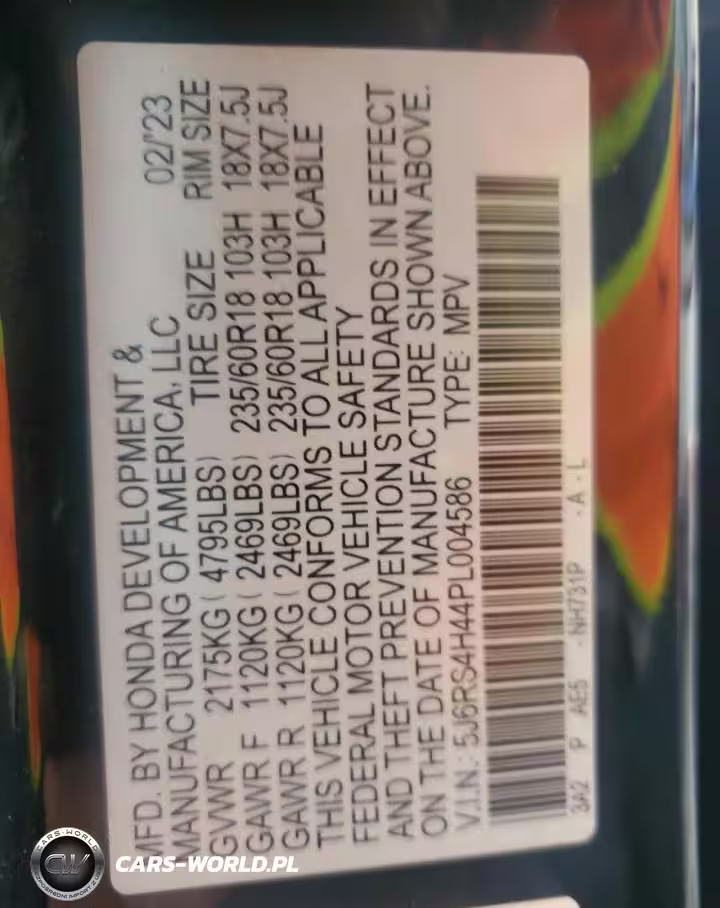 MFD. BY HONDA DEVELOPMENT &
MANUFACTURING OF AMERICA, LLC 02/'23
GVWR 2175KG ( 4795LBS) TIRE SIZE RIM SIZE
GAWR F 1120KG ( 2469LBS) 235/60R18 103H 18X7.5J
GAWR R 1120KG ( 2469LBS) 235/60R18 103H 18X7.5J
THIS VEHICLE CONFORMS TO ALL APPLICABLE
FEDERAL MOTOR VEHICLE SAFETY
AND THEFT PREVENTION STANDARDS IN EFFECT
ON THE DATE OF MANUFACTURE SHOWN ABOVE.
V.I.N.: 5J6RS4H44PL004586 TYPE: MPV
3A2 P AE5 - NH731P - A - L
CARS-WORLD
CW
CARS-WORLD.PL